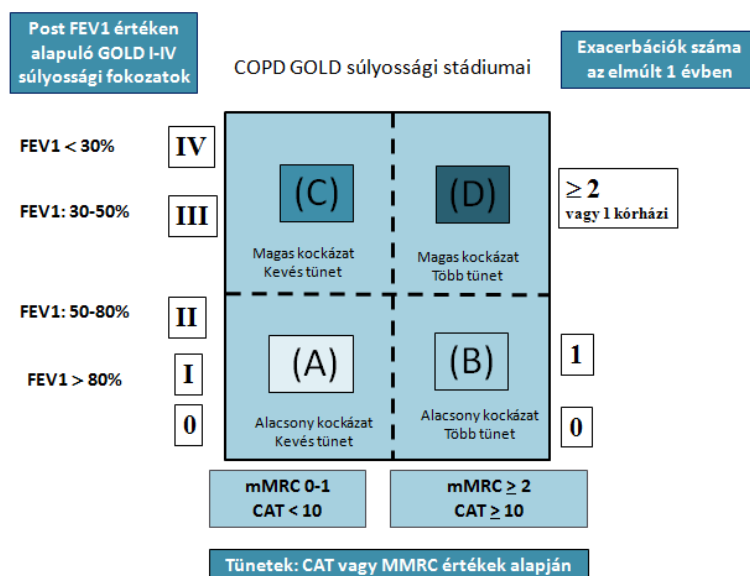 Post FEV1 értéken
alapuló GOLD I-IV
súlyossági fokozatok
COPD GOLD súlyossági stádiumai
Exacerbációk száma
az elmúlt 1 évben
FEV1 < 30%
IV
FEV1: 30-50%
III
FEV1: 50-80%
II
FEV1 > 80%
I
0
(C)
Magas kockázat
Kevés tünet
(D)
Magas kockázat
Több tünet
(A)
Alacsony kockázat
Kevés tünet
(B)
Alacsony kockázat
Több tünet
≥ 2
vagy 1 kórházi
1
0
mMRC 0-1
CAT < 10
mMRC ≥ 2
CAT ≥ 10
Tünetek: CAT vagy MMRC értékek alapján